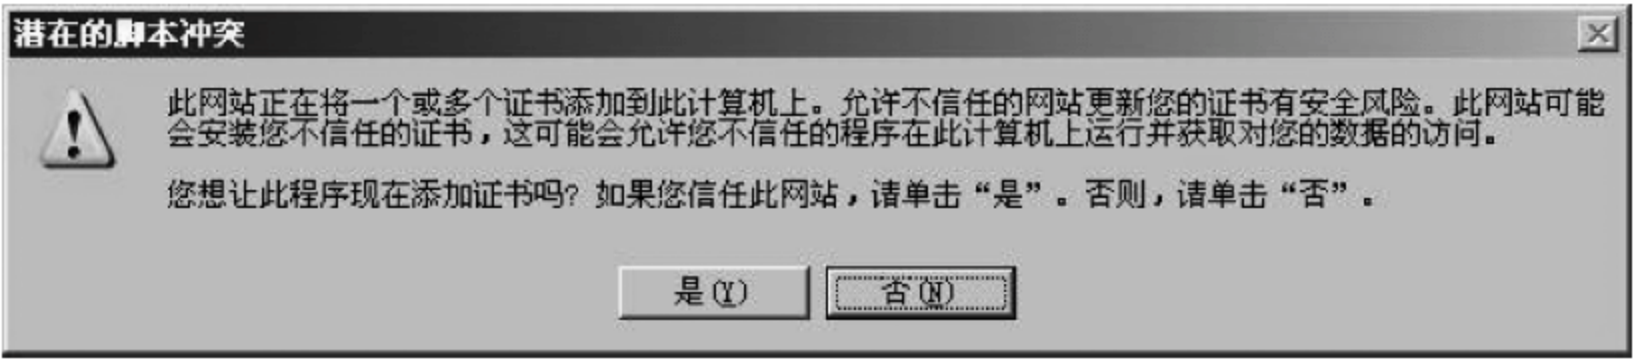 潜在的脚本冲突
此网站正在将一个或多个证书添加到此计算机上。允许不信任的网站更新您的证书有安全风险。此网站可能
会安装您不信任的证书，这可能会允许您不信任的程序在此计算机上运行并获取对您的数据的访问。
您想让此程序现在添加证书吗？如果您信任此网站，请单击“是”。否则，请单击“否”。
是(Y) 否(N)